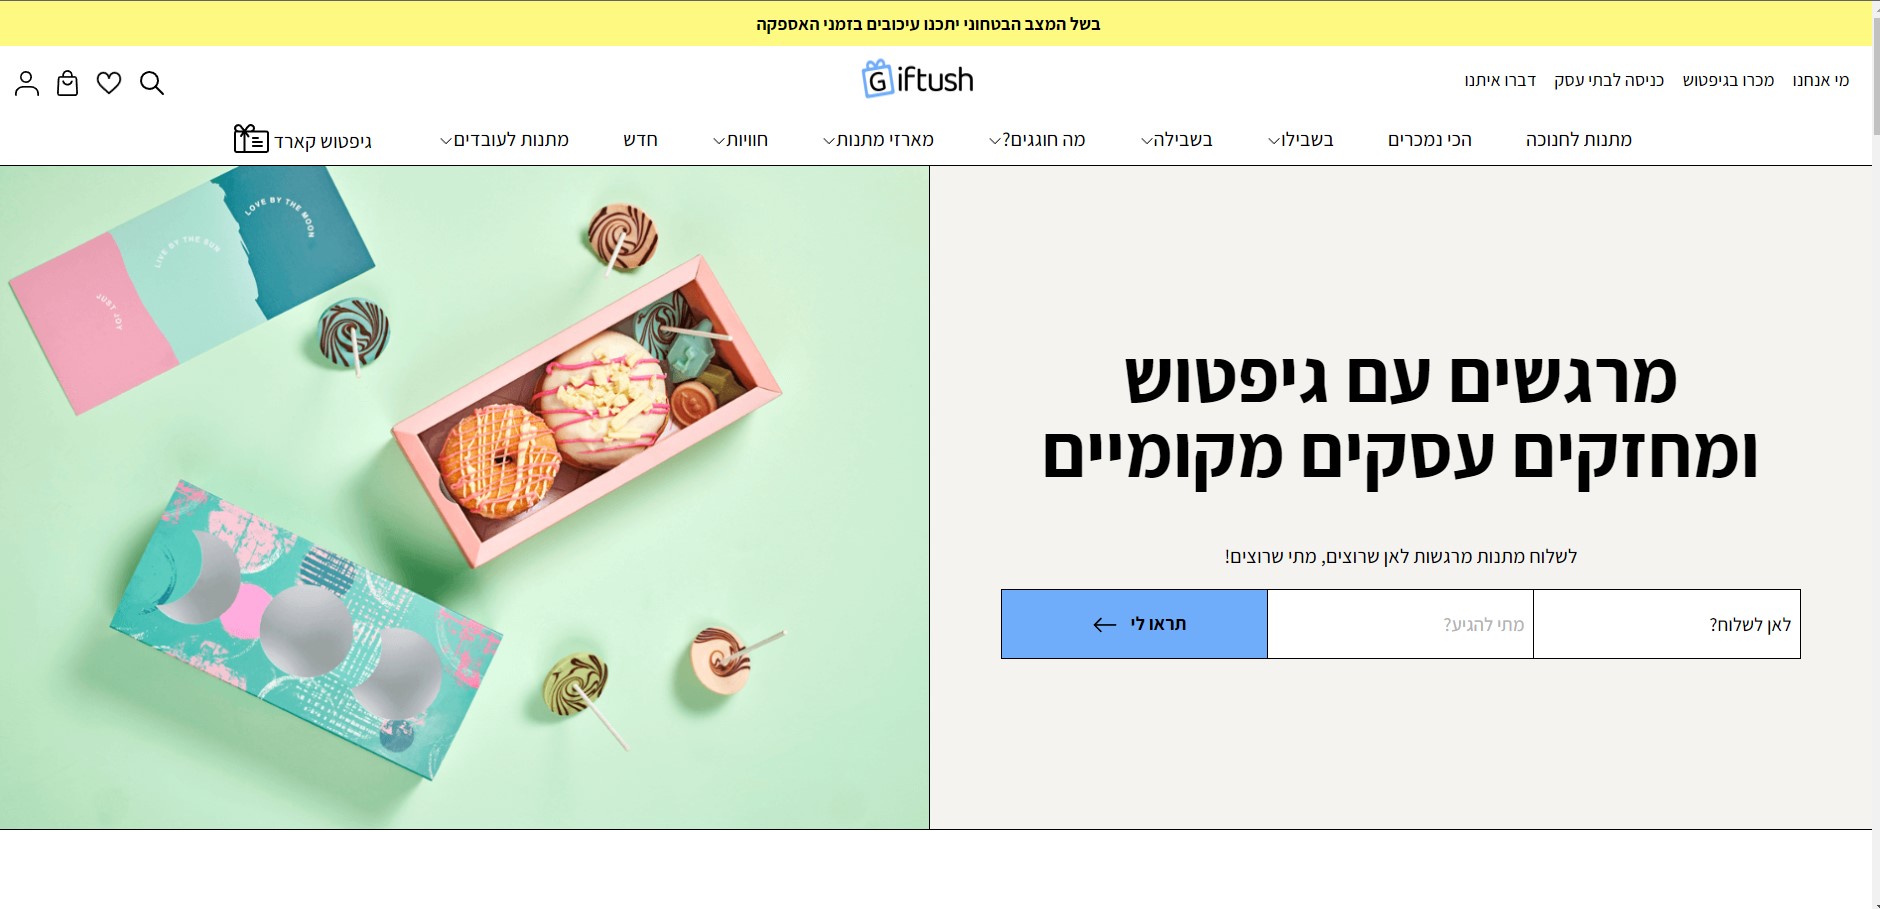 בשל המצב הבטחוני יתכנו עיכובים בזמני האספקה
מי אנחנו
מכרו בגיפטוש
כניסה לבתי עסק
דברו איתנו
Giftush
מתנות לחנוכה
הכי נמכרים
בשבילו
בשבילה
מה חוגגים?
מארזי מתנות
חוויות
חדש
מתנות לעובדים
גיפטוש קארד
מרגשים עם גיפטוש
ומחזקים עסקים מקומיים
לשלוח מתנות מרגשות לאן שרוצים, מתי שרוצים!
לאן לשלוח?
מתי להגיע?
תראו לי
LOVE BY THE MOON
LIVE BY THE SUN
JUST JOY